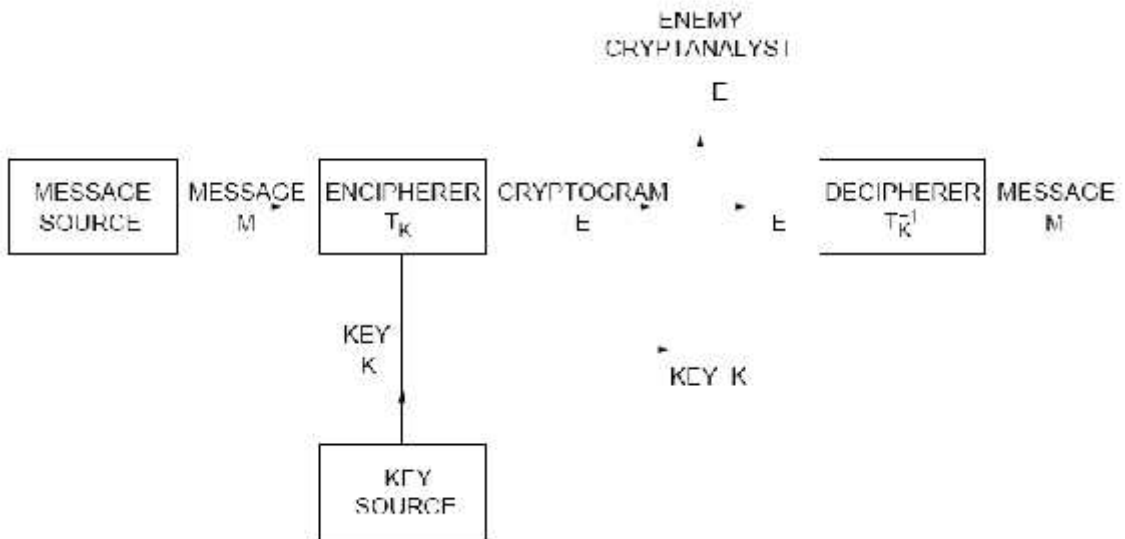 ENEMY
CRYPTANALYST
E
MESSAGE
SOURCE
MESSAGE
M
ENCIPHERER
T_K
CRYPTOGRAM
E
E
DECIPHERER
T_K^-1
MESSAGE
M
KEY
K
KEY K
KEY
SOURCE